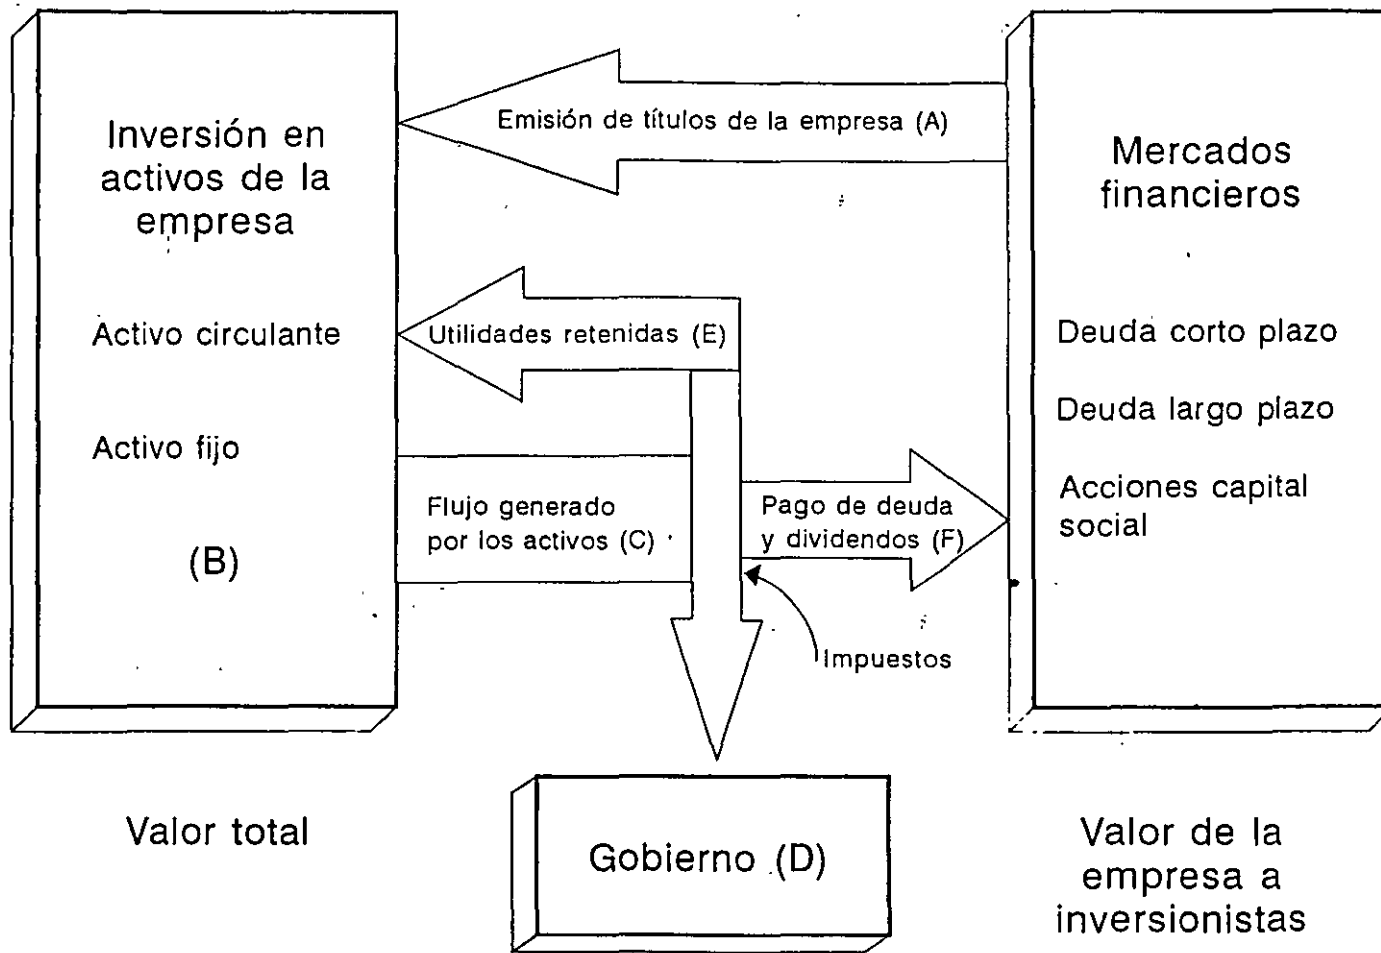 Emisión de títulos de la empresa (A)
Inversión en
activos de la
empresa
Mercados
financieros
Activo circulante
Utilidades retenidas (E)
Deuda corto plazo
Deuda largo plazo
Activo fijo
Flujo generado
por los activos (C)
Pago de deuda
y dividendos (F)
Acciones capital
social
(B)
Impuestos
Valor total
Gobierno (D)
Valor de la
empresa a
inversionistas